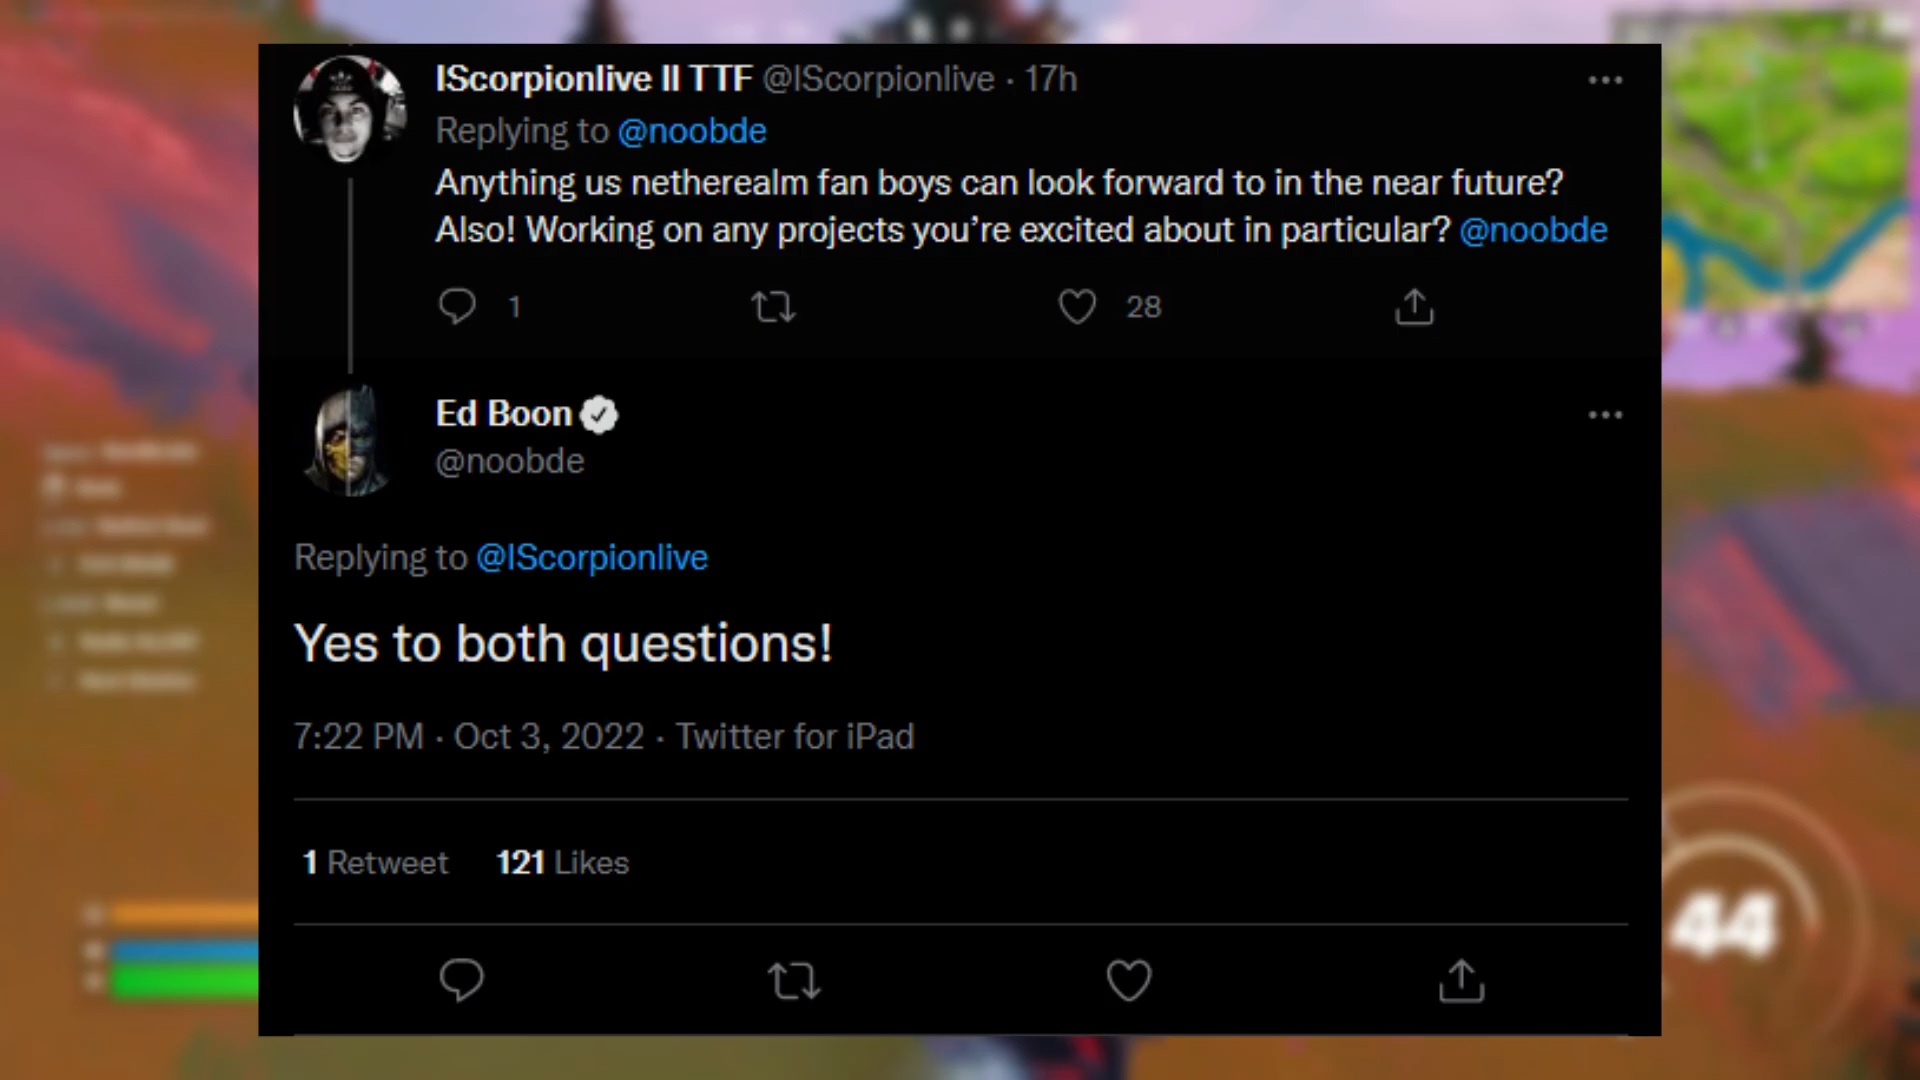 IScorpionlive II TTF @IScorpionlive · 17h
Replying to @noobde
Anything us netherealm fan boys can look forward to in the near future?
Also! Working on any projects you’re excited about in particular? @noobde
1 28
Ed Boon
@noobde
Replying to @IScorpionlive
Yes to both questions!
7:22 PM · Oct 3, 2022 · Twitter for iPad
1 Retweet 121 Likes
44